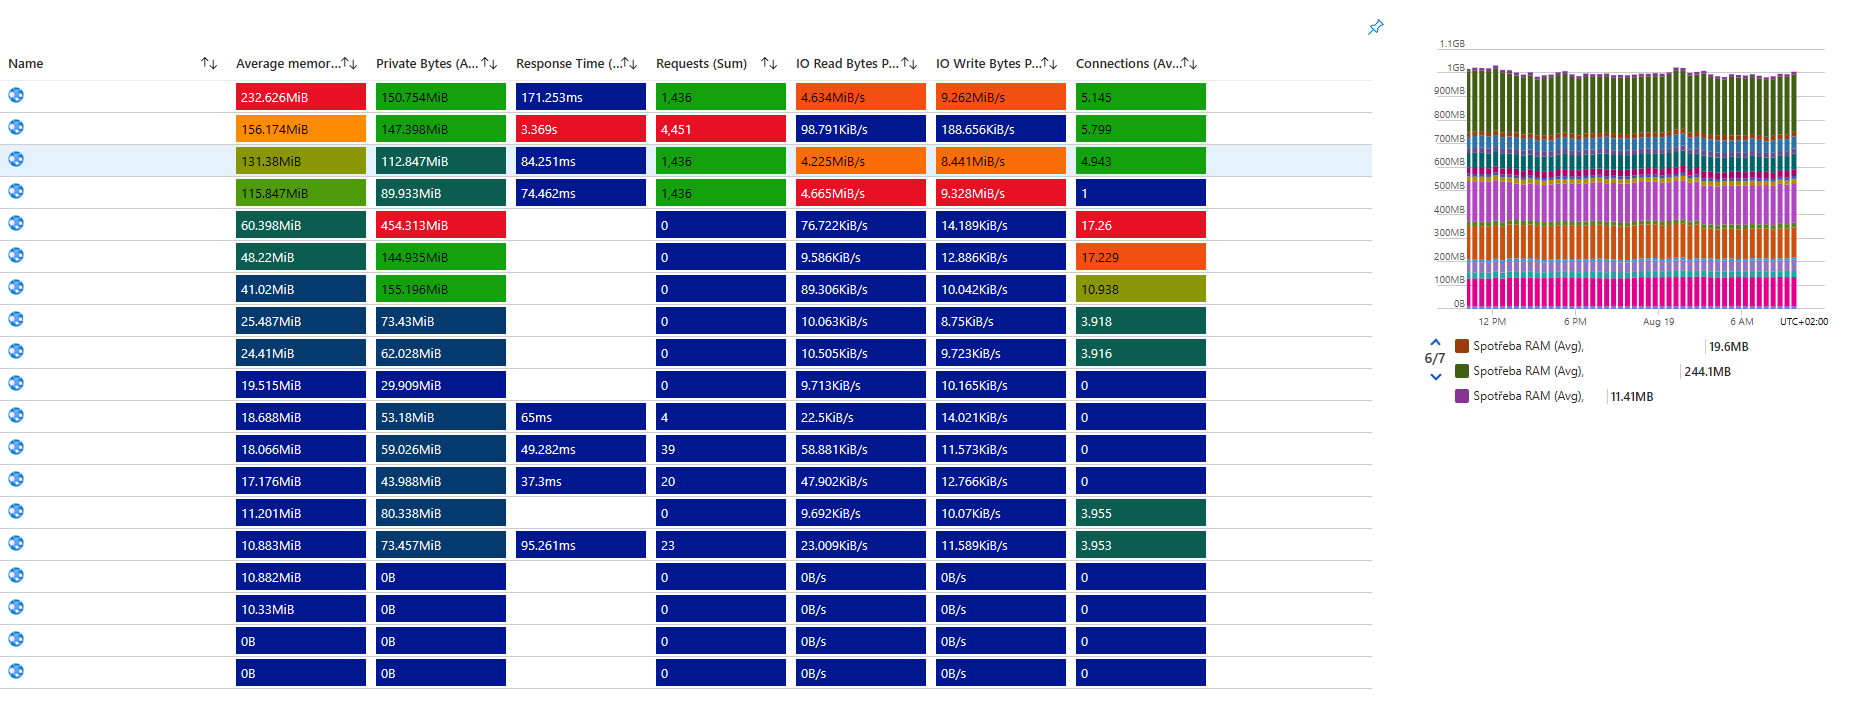 Name Average memor... Private Bytes (A... Response Time (... Requests (Sum) IO Read Bytes P... IO Write Bytes P... Connections (Av...
232.626MiB 150.754MiB 171.253ms 1,436 4.634MiB/s 9.262MiB/s 5.145
156.174MiB 147.398MiB 3.369s 4,451 98.791KiB/s 188.656KiB/s 5.799
131.38MiB 112.847MiB 84.251ms 1,436 4.225MiB/s 8.441MiB/s 4.943
115.847MiB 89.933MiB 74.462ms 1,436 4.665MiB/s 9.328MiB/s 1
60.398MiB 454.313MiB 0 76.722KiB/s 14.189KiB/s 17.26
48.22MiB 144.935MiB 0 9.586KiB/s 12.886KiB/s 17.229
41.02MiB 155.196MiB 0 89.306KiB/s 10.042KiB/s 10.938
25.487MiB 73.43MiB 0 10.063KiB/s 8.75KiB/s 3.918
24.41MiB 62.028MiB 0 10.505KiB/s 9.723KiB/s 3.916
19.515MiB 29.909MiB 0 9.713KiB/s 10.165KiB/s 0
18.688MiB 53.18MiB 65ms 4 22.5KiB/s 14.021KiB/s 0
18.066MiB 59.026MiB 49.282ms 39 58.881KiB/s 11.573KiB/s 0
17.176MiB 43.988MiB 37.3ms 20 47.902KiB/s 12.766KiB/s 0
11.201MiB 80.338MiB 0 9.692KiB/s 10.07KiB/s 3.955
10.883MiB 73.457MiB 95.261ms 23 23.009KiB/s 11.589KiB/s 3.953
10.882MiB 0B 0 0B/s 0B/s 0
10.33MiB 0B 0 0B/s 0B/s 0
0B 0B 0 0B/s 0B/s 0
0B 0B 0 0B/s 0B/s 0
1.1GB
1GB
900MB
800MB
700MB
600MB
500MB
400MB
300MB
200MB
100MB
0B
12 PM 6 PM Aug 19 6 AM UTC+02:00
6/7
Spotřeba RAM (Avg), 19.6MB
Spotřeba RAM (Avg), 244.1MB
Spotřeba RAM (Avg), 11.41MB